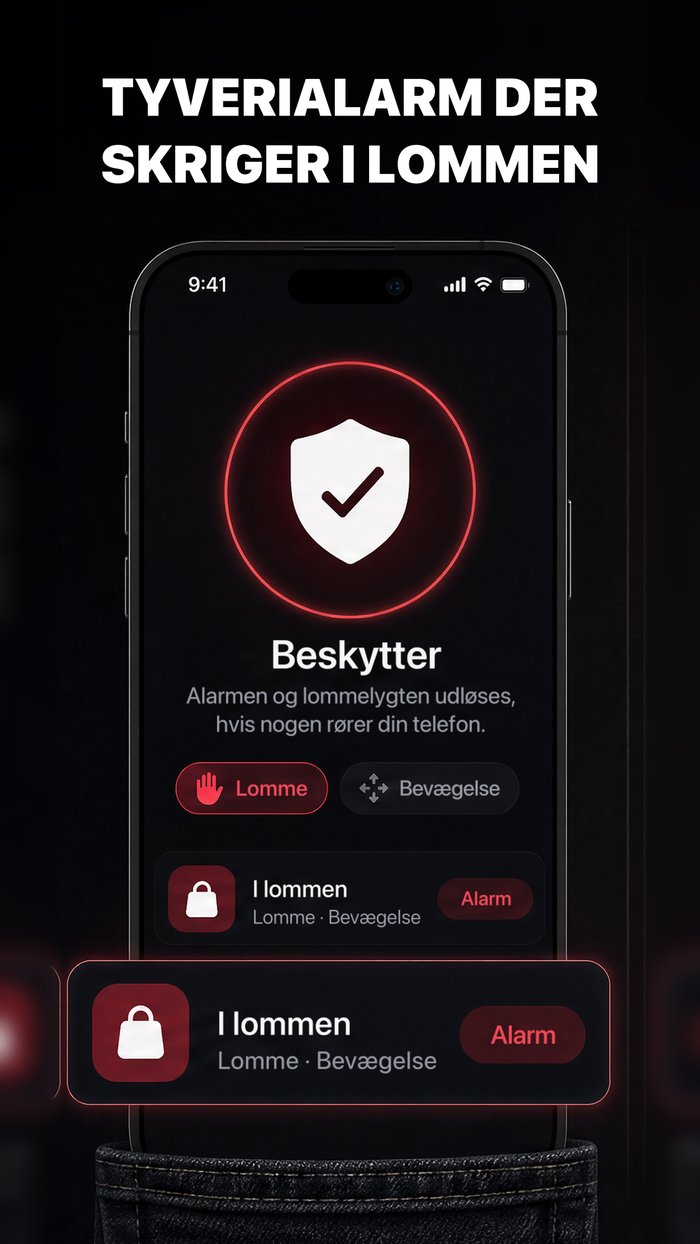 TYVERIALARM DER
SKRIGER I LOMMEN
9:41
Beskytter
Alarmen og lommelygten udløses,
hvis nogen rører din telefon.
Lomme
Bevægelse
I lommen
Lomme · Bevægelse
Alarm
I lommen
Lomme · Bevægelse
Alarm